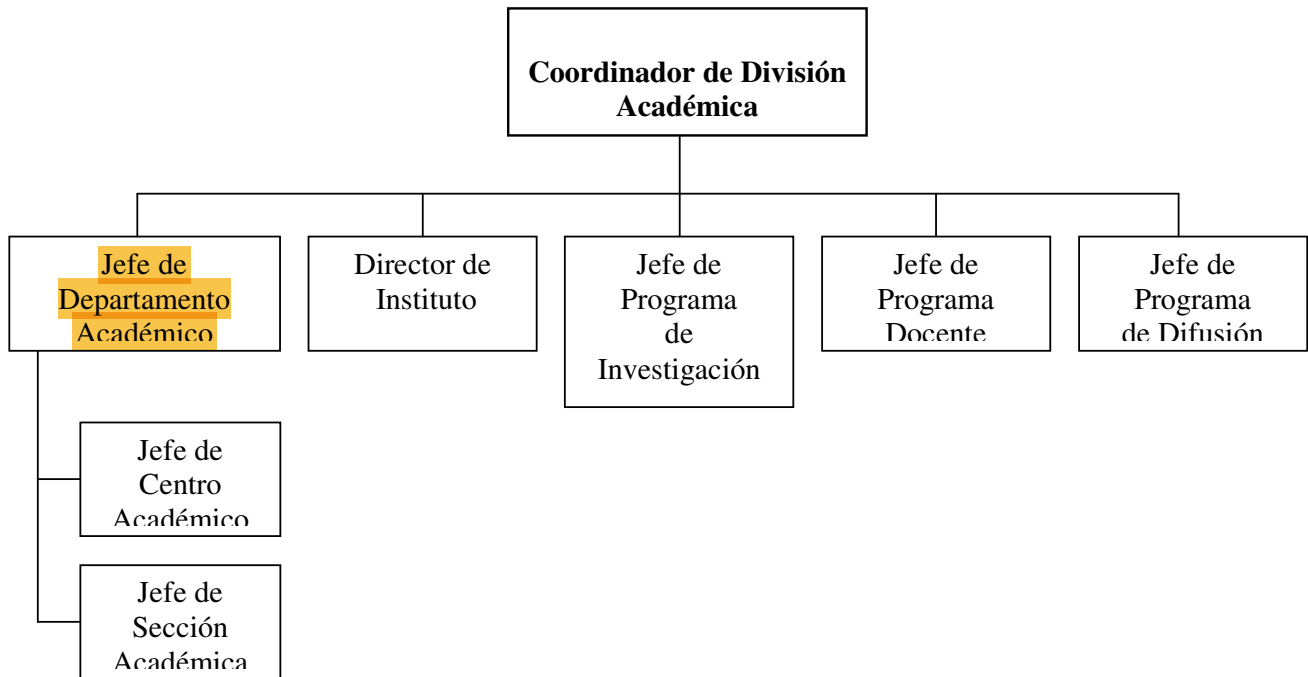 Coordinador de División
Académica
Jefe de
Departamento
Académico
Director de
Instituto
Jefe de
Programa
de
Investigación
Jefe de
Programa
Docente
Jefe de
Programa
de Difusión
Jefe de
Centro
Académico
Jefe de
Sección
Académica